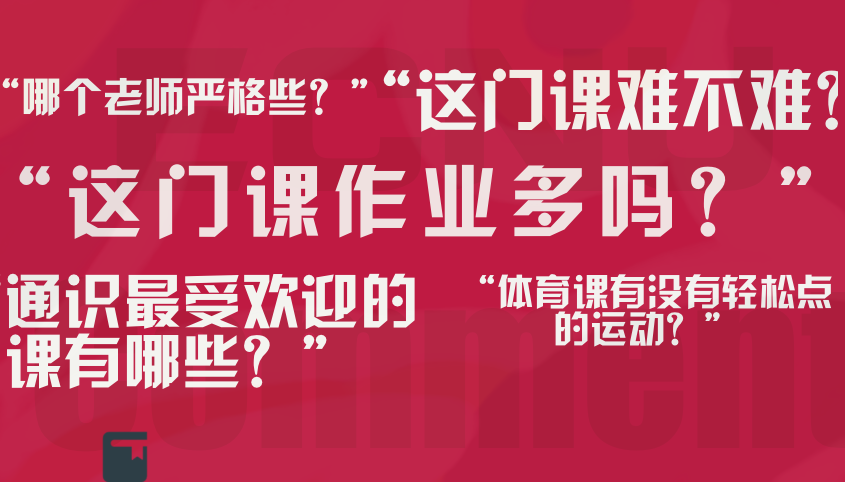 “哪个老师严格些？”
“这门课难不难？
“这门课作业多吗？”
通识最受欢迎的
课有哪些？”
“体育课有没有轻松点
的运动？”
ECNU
comment